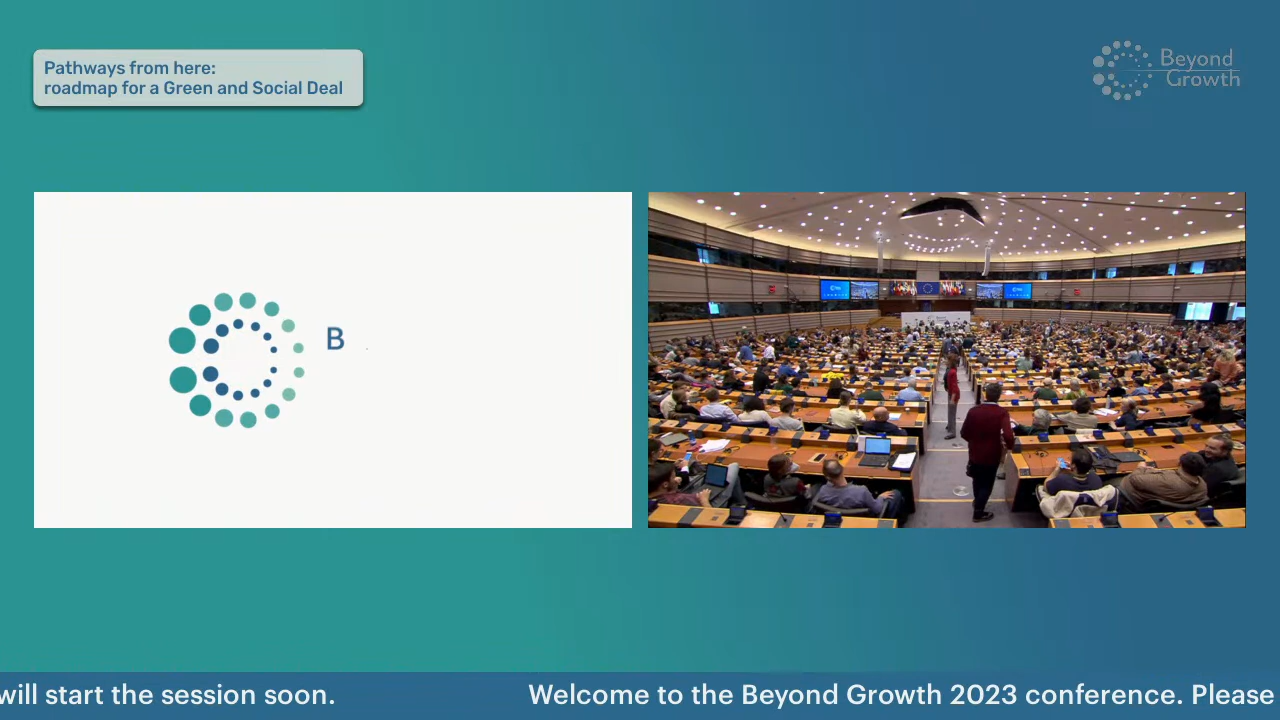 Pathways from here:
roadmap for a Green and Social Deal
Beyond
Growth
B
will start the session soon. Welcome to the Beyond Growth 2023 conference. Please